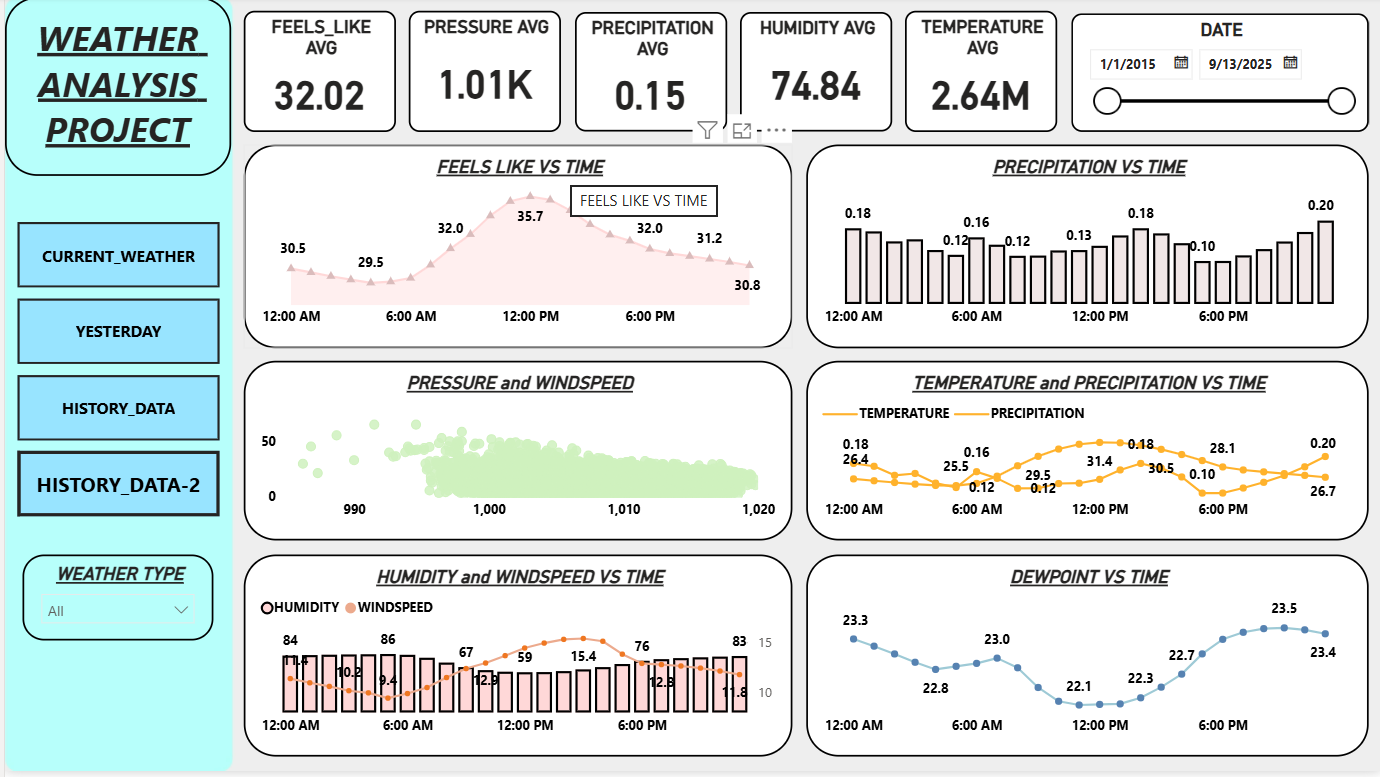 WEATHER
ANALYSIS
PROJECT
CURRENT_WEATHER
YESTERDAY
HISTORY_DATA
HISTORY_DATA-2
WEATHER TYPE
All
FEELS_LIKE
AVG
32.02
PRESSURE AVG
1.01K
PRECIPITATION
AVG
0.15
HUMIDITY AVG
74.84
TEMPERATURE
AVG
2.64M
DATE
1/1/2015 9/13/2025
FEELS LIKE VS TIME
FEELS LIKE VS TIME
35.7
32.0 32.0
31.2
30.5
29.5
30.8
12:00 AM 6:00 AM 12:00 PM 6:00 PM
PRECIPITATION VS TIME
0.20
0.18 0.18
0.16
0.12 0.12 0.13 0.10
12:00 AM 6:00 AM 12:00 PM 6:00 PM
PRESSURE and WINDSPEED
50
0
990 1,000 1,010 1,020
TEMPERATURE and PRECIPITATION VS TIME
TEMPERATURE PRECIPITATION
0.18 0.18 0.20
0.16 28.1
26.4 25.5 31.4 30.5
29.5 0.10
0.12 0.12 26.7
12:00 AM 6:00 AM 12:00 PM 6:00 PM
HUMIDITY and WINDSPEED VS TIME
HUMIDITY WINDSPEED
84 86 67 59 76 83 15
11.4 10.2 9.4 12.9 15.4 12.8 11.8 10
12:00 AM 6:00 AM 12:00 PM 6:00 PM
DEWPOINT VS TIME
23.3 23.5
23.0
22.7 23.4
22.8 22.1 22.3
12:00 AM 6:00 AM 12:00 PM 6:00 PM